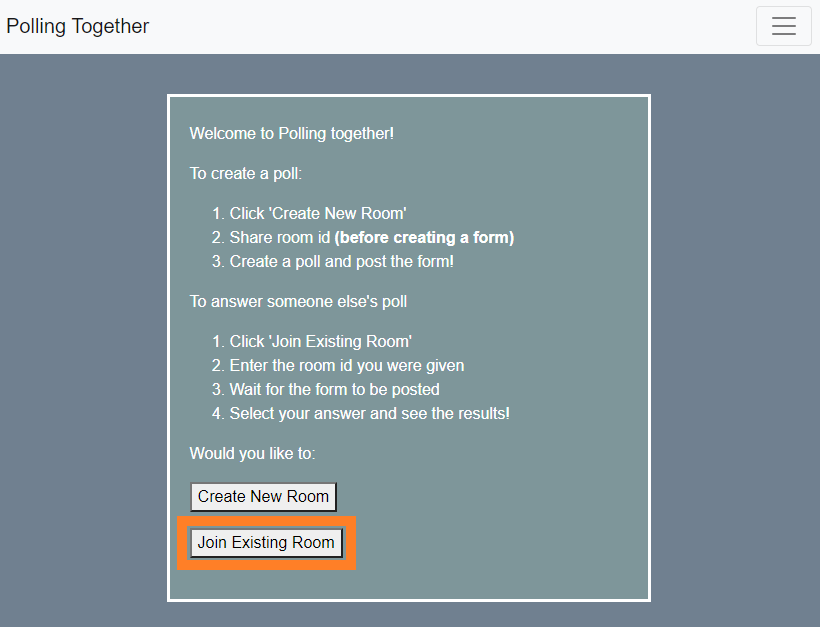 Polling Together
Welcome to Polling together!
To create a poll:
1. Click 'Create New Room'
2. Share room id (before creating a form)
3. Create a poll and post the form!
To answer someone else's poll
1. Click 'Join Existing Room'
2. Enter the room id you were given
3. Wait for the form to be posted
4. Select your answer and see the results!
Would you like to:
Create New Room
Join Existing Room